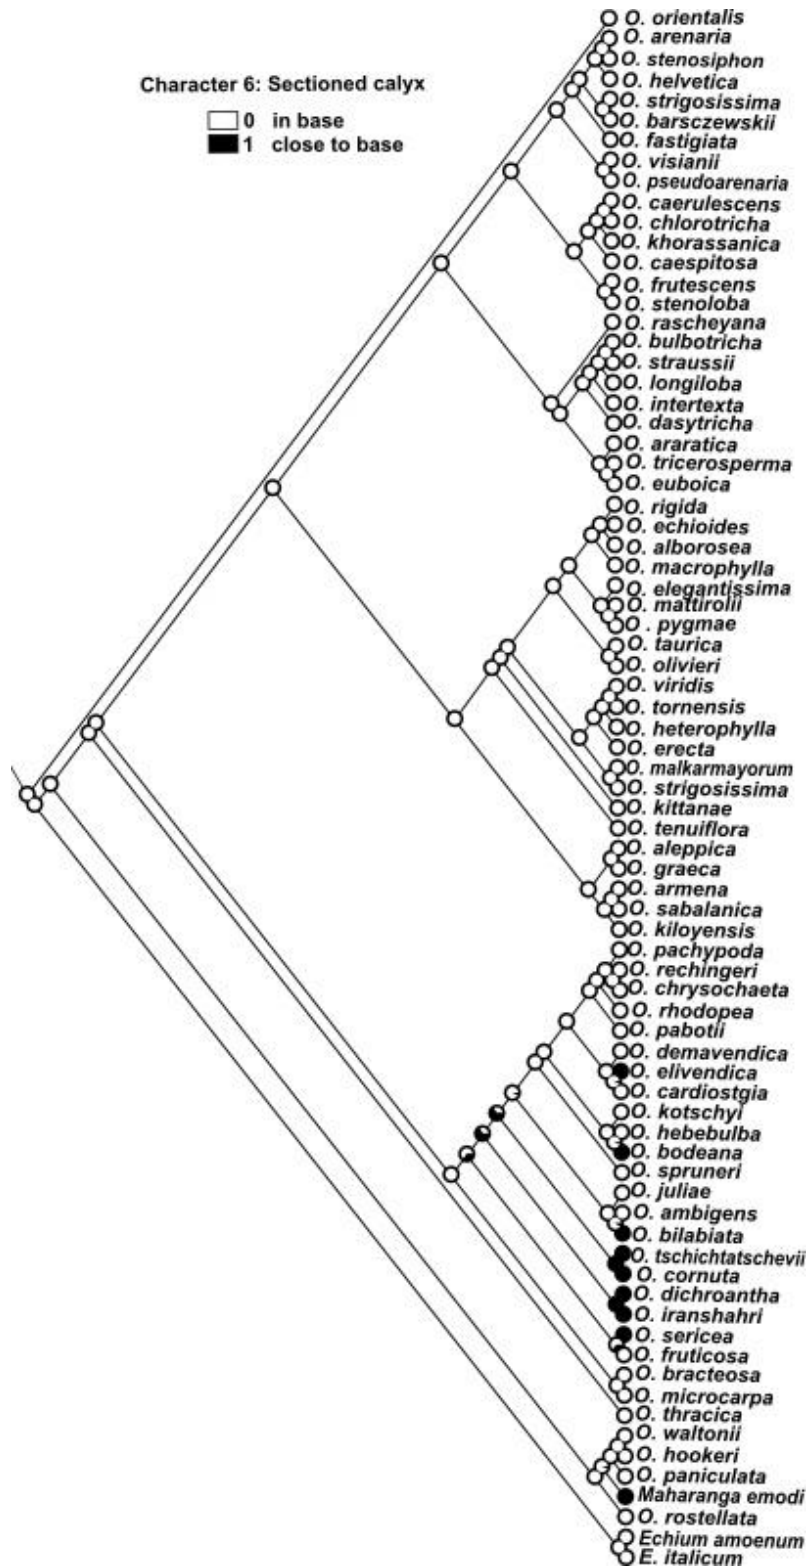 O. orientalis
O. arenaria
O. stenosiphon
Character 6: Sectioned calyx
O. helvetica
O. strigosissima
0 in base
O. barsczewskii
1 close to base
O. fastigiata
O. visianii
O. pseudoarenaria
O. caerulescens
O. chlorotricha
O. khorassanica
O. caespitosa
O. frutescens
O. stenoloba
O. rascheyana
O. bulbotricha
O. straussii
O. longiloba
O. intertexta
O. dasytricha
O. araratica
O. tricerosperma
O. euboica
O. rigida
O. echioides
O. alborosea
O. macrophylla
O. elegantissima
O. mattirolii
O . pygmae
O. taurica
O. olivieri
O. viridis
O. tornensis
O. heterophylla
O. erecta
O. malkarmayorum
O. strigosissima
O. kittanae
O. tenuiflora
O. aleppica
O. graeca
O. armena
O. sabalanica
O. kiloyensis
O. pachypoda
O. rechingeri
O. chrysochaeta
O. rhodopea
O. pabotii
O. demavendica
O. elivendica
O. cardiostgia
O. kotschyi
O. hebebulba
O. bodeana
O. spruneri
O. juliae
O. ambigens
O. bilabiata
O. tschichtatschevii
O. cornuta
O. dichroantha
O. iranshahri
O. sericea
O. fruticosa
O. bracteosa
O. microcarpa
O. thracica
O. waltonii
O. hookeri
O. paniculata
Maharanga emodi
O. rostellata
Echium amoenum
E. italicum